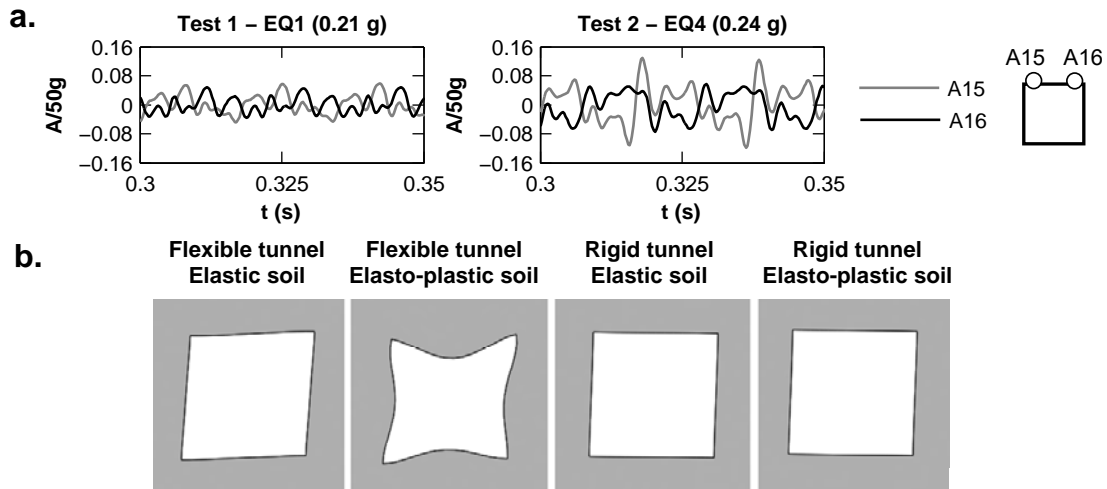 a.
Test 1 – EQ1 (0.21 g)
Test 2 – EQ4 (0.24 g)
A/50g
0.16
0.08
0
−0.08
−0.16
0.3
0.325
0.35
t (s)
A/50g
0.16
0.08
0
−0.08
−0.16
0.3
0.325
0.35
t (s)
A15
A16
A15 A16
b.
Flexible tunnel
Elastic soil
Flexible tunnel
Elasto-plastic soil
Rigid tunnel
Elastic soil
Rigid tunnel
Elasto-plastic soil